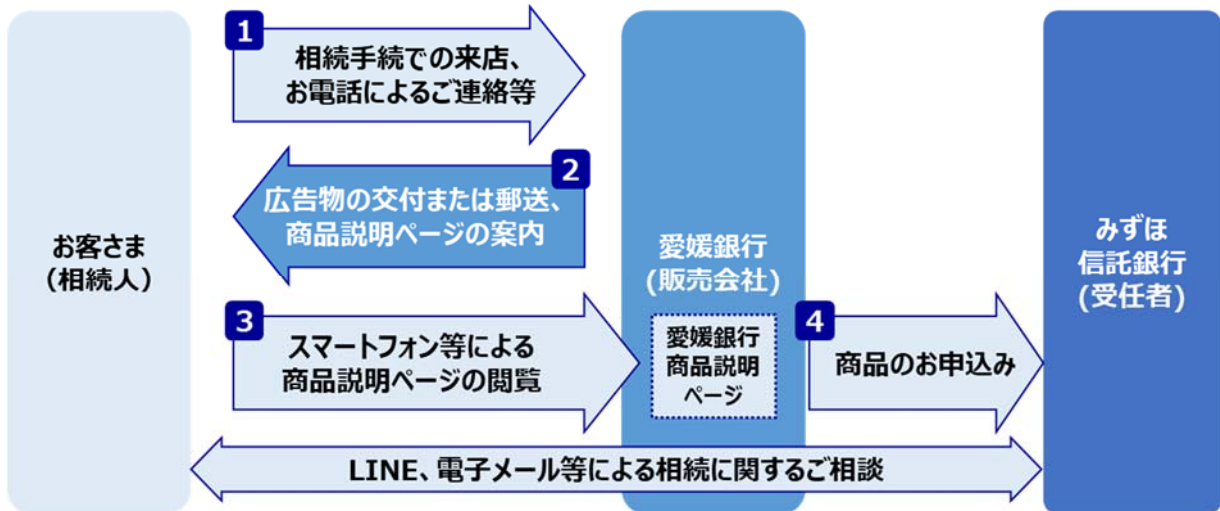 1
相続手続での来店、
お電話によるご連絡等
2
広告物の交付または郵送、
商品説明ページの案内
お客さま
(相続人)
愛媛銀行
(販売会社)
みずほ
信託銀行
(受任者)
3
スマートフォン等による
商品説明ページの閲覧
愛媛銀行
商品説明
ページ
4
商品のお申込み
LINE、電子メール等による相続に関するご相談